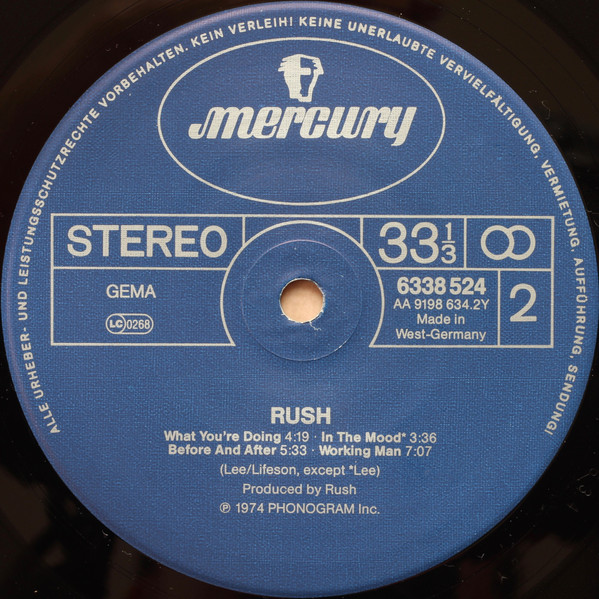 ALLE URHEBER- UND LEISTUNGSSCHUTZRECHTE VORBEHALTEN. KEIN VERLEIH! KEINE UNERLAUBTE VERVIELFÄLTIGUNG, VERMIETUNG, AUFFÜHRUNG, SENDUNG!
mercury
STEREO
33 1/3
GEMA
LC 0268
6338 524
AA 9198 634.2Y
Made in
West-Germany
2
RUSH
What You're Doing 4:19 · In The Mood* 3:36
Before And After 5:33 · Working Man 7:07
(Lee/Lifeson, except *Lee)
Produced by Rush
℗ 1974 PHONOGRAM Inc.